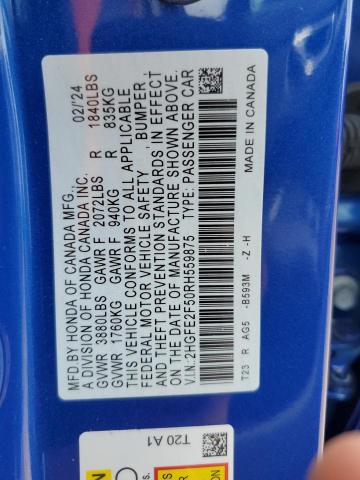 MFD BY HONDA OF CANADA MFG. 02/'24
A DIVISION OF HONDA CANADA INC.
GVWR 3880LBS GAWR F 2072LBS R 1840LBS
GVWR 1760KG GAWR F 940KG R 835KG
THIS VEHICLE CONFORMS TO ALL APPLICABLE
FEDERAL MOTOR VEHICLE SAFETY , BUMPER ,
AND THEFT PREVENTION STANDARDS IN EFFECT
ON THE DATE OF MANUFACTURE SHOWN ABOVE.
V.I.N.:2HGFE2F50RH559875 TYPE: PASSENGER CAR
T23 R AG5 -B593M -Z -H MADE IN CANADA
T20 A1